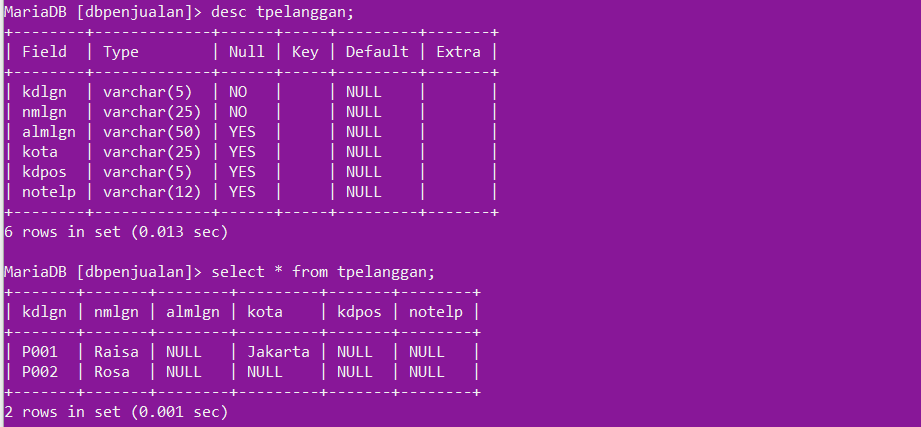 MariaDB [dbpenjualan]> desc tpelanggan;
+--------+-------------+------+-----+---------+-------+
| Field  | Type        | Null | Key | Default | Extra |
+--------+-------------+------+-----+---------+-------+
| kdlgn  | varchar(5)  | NO   |     | NULL    |       |
| nmlgn  | varchar(25) | NO   |     | NULL    |       |
| almlgn | varchar(50) | YES  |     | NULL    |       |
| kota   | varchar(25) | YES  |     | NULL    |       |
| kdpos  | varchar(5)  | YES  |     | NULL    |       |
| notelp | varchar(12) | YES  |     | NULL    |       |
+--------+-------------+------+-----+---------+-------+
6 rows in set (0.013 sec)

MariaDB [dbpenjualan]> select * from tpelanggan;
+-------+-------+--------+---------+-------+--------+
| kdlgn | nmlgn | almlgn | kota    | kdpos | notelp |
+-------+-------+--------+---------+-------+--------+
| P001  | Raisa | NULL   | Jakarta | NULL  | NULL   |
| P002  | Rosa  | NULL   | NULL    | NULL  | NULL   |
+-------+-------+--------+---------+-------+--------+
2 rows in set (0.001 sec)